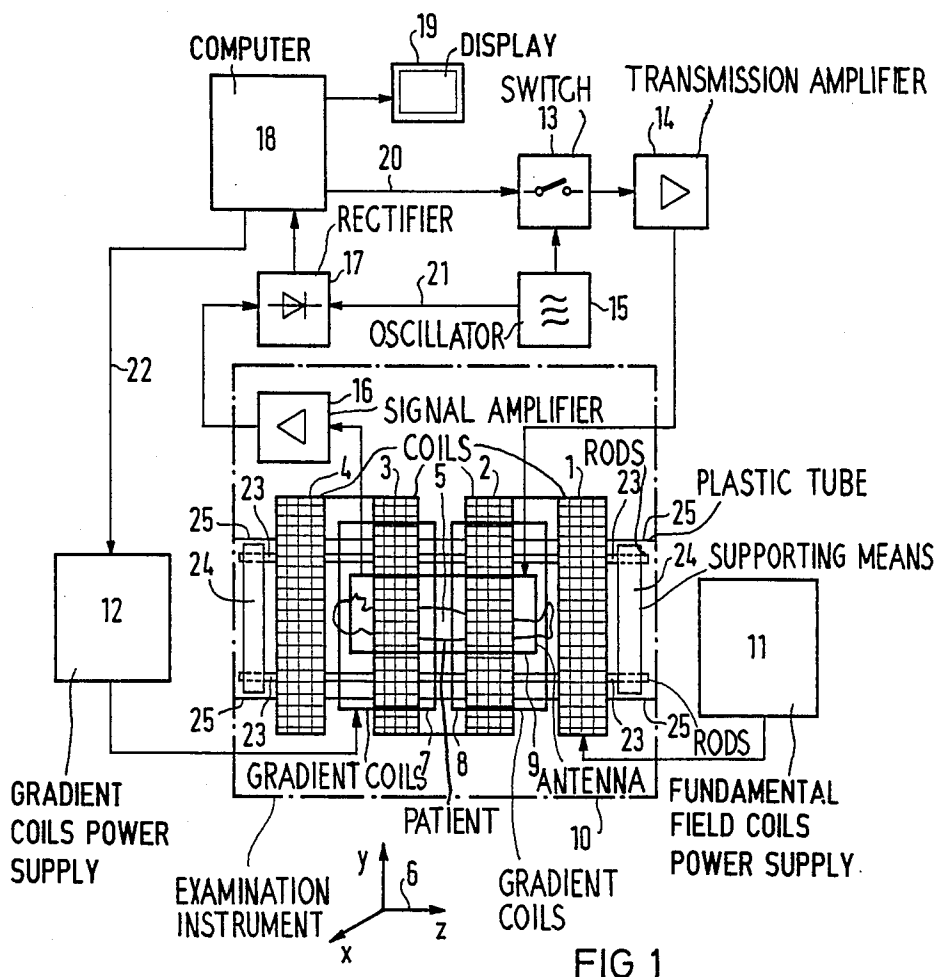 19
COMPUTER
DISPLAY
SWITCH
TRANSMISSION AMPLIFIER
13
14
18
20
RECTIFIER
17
21
OSCILLATOR
15
22
16
SIGNAL AMPLIFIER
COILS
RODS
4
3
5
2
1
23
23
PLASTIC TUBE
25
25
24
24
SUPPORTING MEANS
12
11
25
23
7
8
9
23
25
RODS
GRADIENT COILS
ANTENNA
PATIENT
10
GRADIENT
COILS POWER
SUPPLY
FUNDAMENTAL
FIELD COILS
POWER SUPPLY.
EXAMINATION
INSTRUMENT
y
6
z
x
GRADIENT
COILS
FIG 1